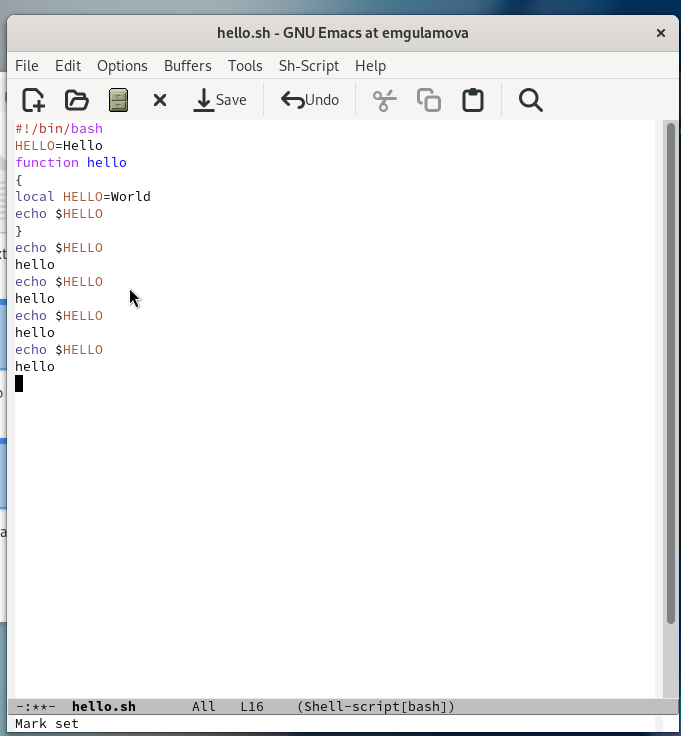 hello.sh - GNU Emacs at emgulamova
File Edit Options Buffers Tools Sh-Script Help
Save Undo
#!/bin/bash
HELLO=Hello
function hello
{
local HELLO=World
echo $HELLO
}
echo $HELLO
hello
echo $HELLO
hello
echo $HELLO
hello
echo $HELLO
hello
-:**- hello.sh All L16 (Shell-script[bash])
Mark set